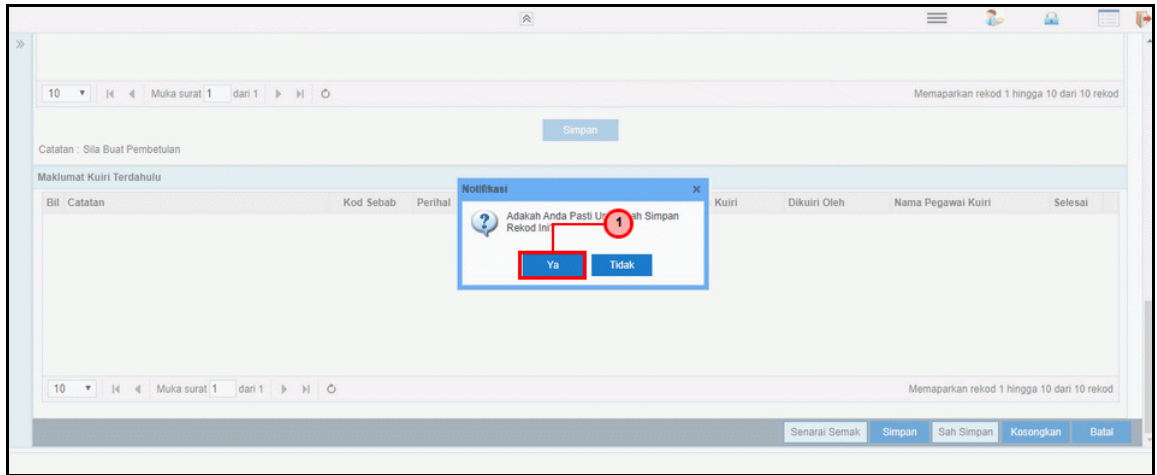 10 Muka surat 1 dari 1 Memaparkan rekod 1 hingga 10 dari 10 rekod
Simpan
Catatan : Sila Buat Pembetulan
Maklumat Kuiri Terdahulu
Bil Catatan Kod Sebab Perihal Kuiri Dikuiri Oleh Nama Pegawai Kuiri Selesai
Notifikasi
Adakah Anda Pasti Simpan
Rekod Ini?
1
Ya Tidak
10 Muka surat 1 dari 1 Memaparkan rekod 1 hingga 10 dari 10 rekod
Senarai Semak Simpan Sah Simpan Kosongkan Batal